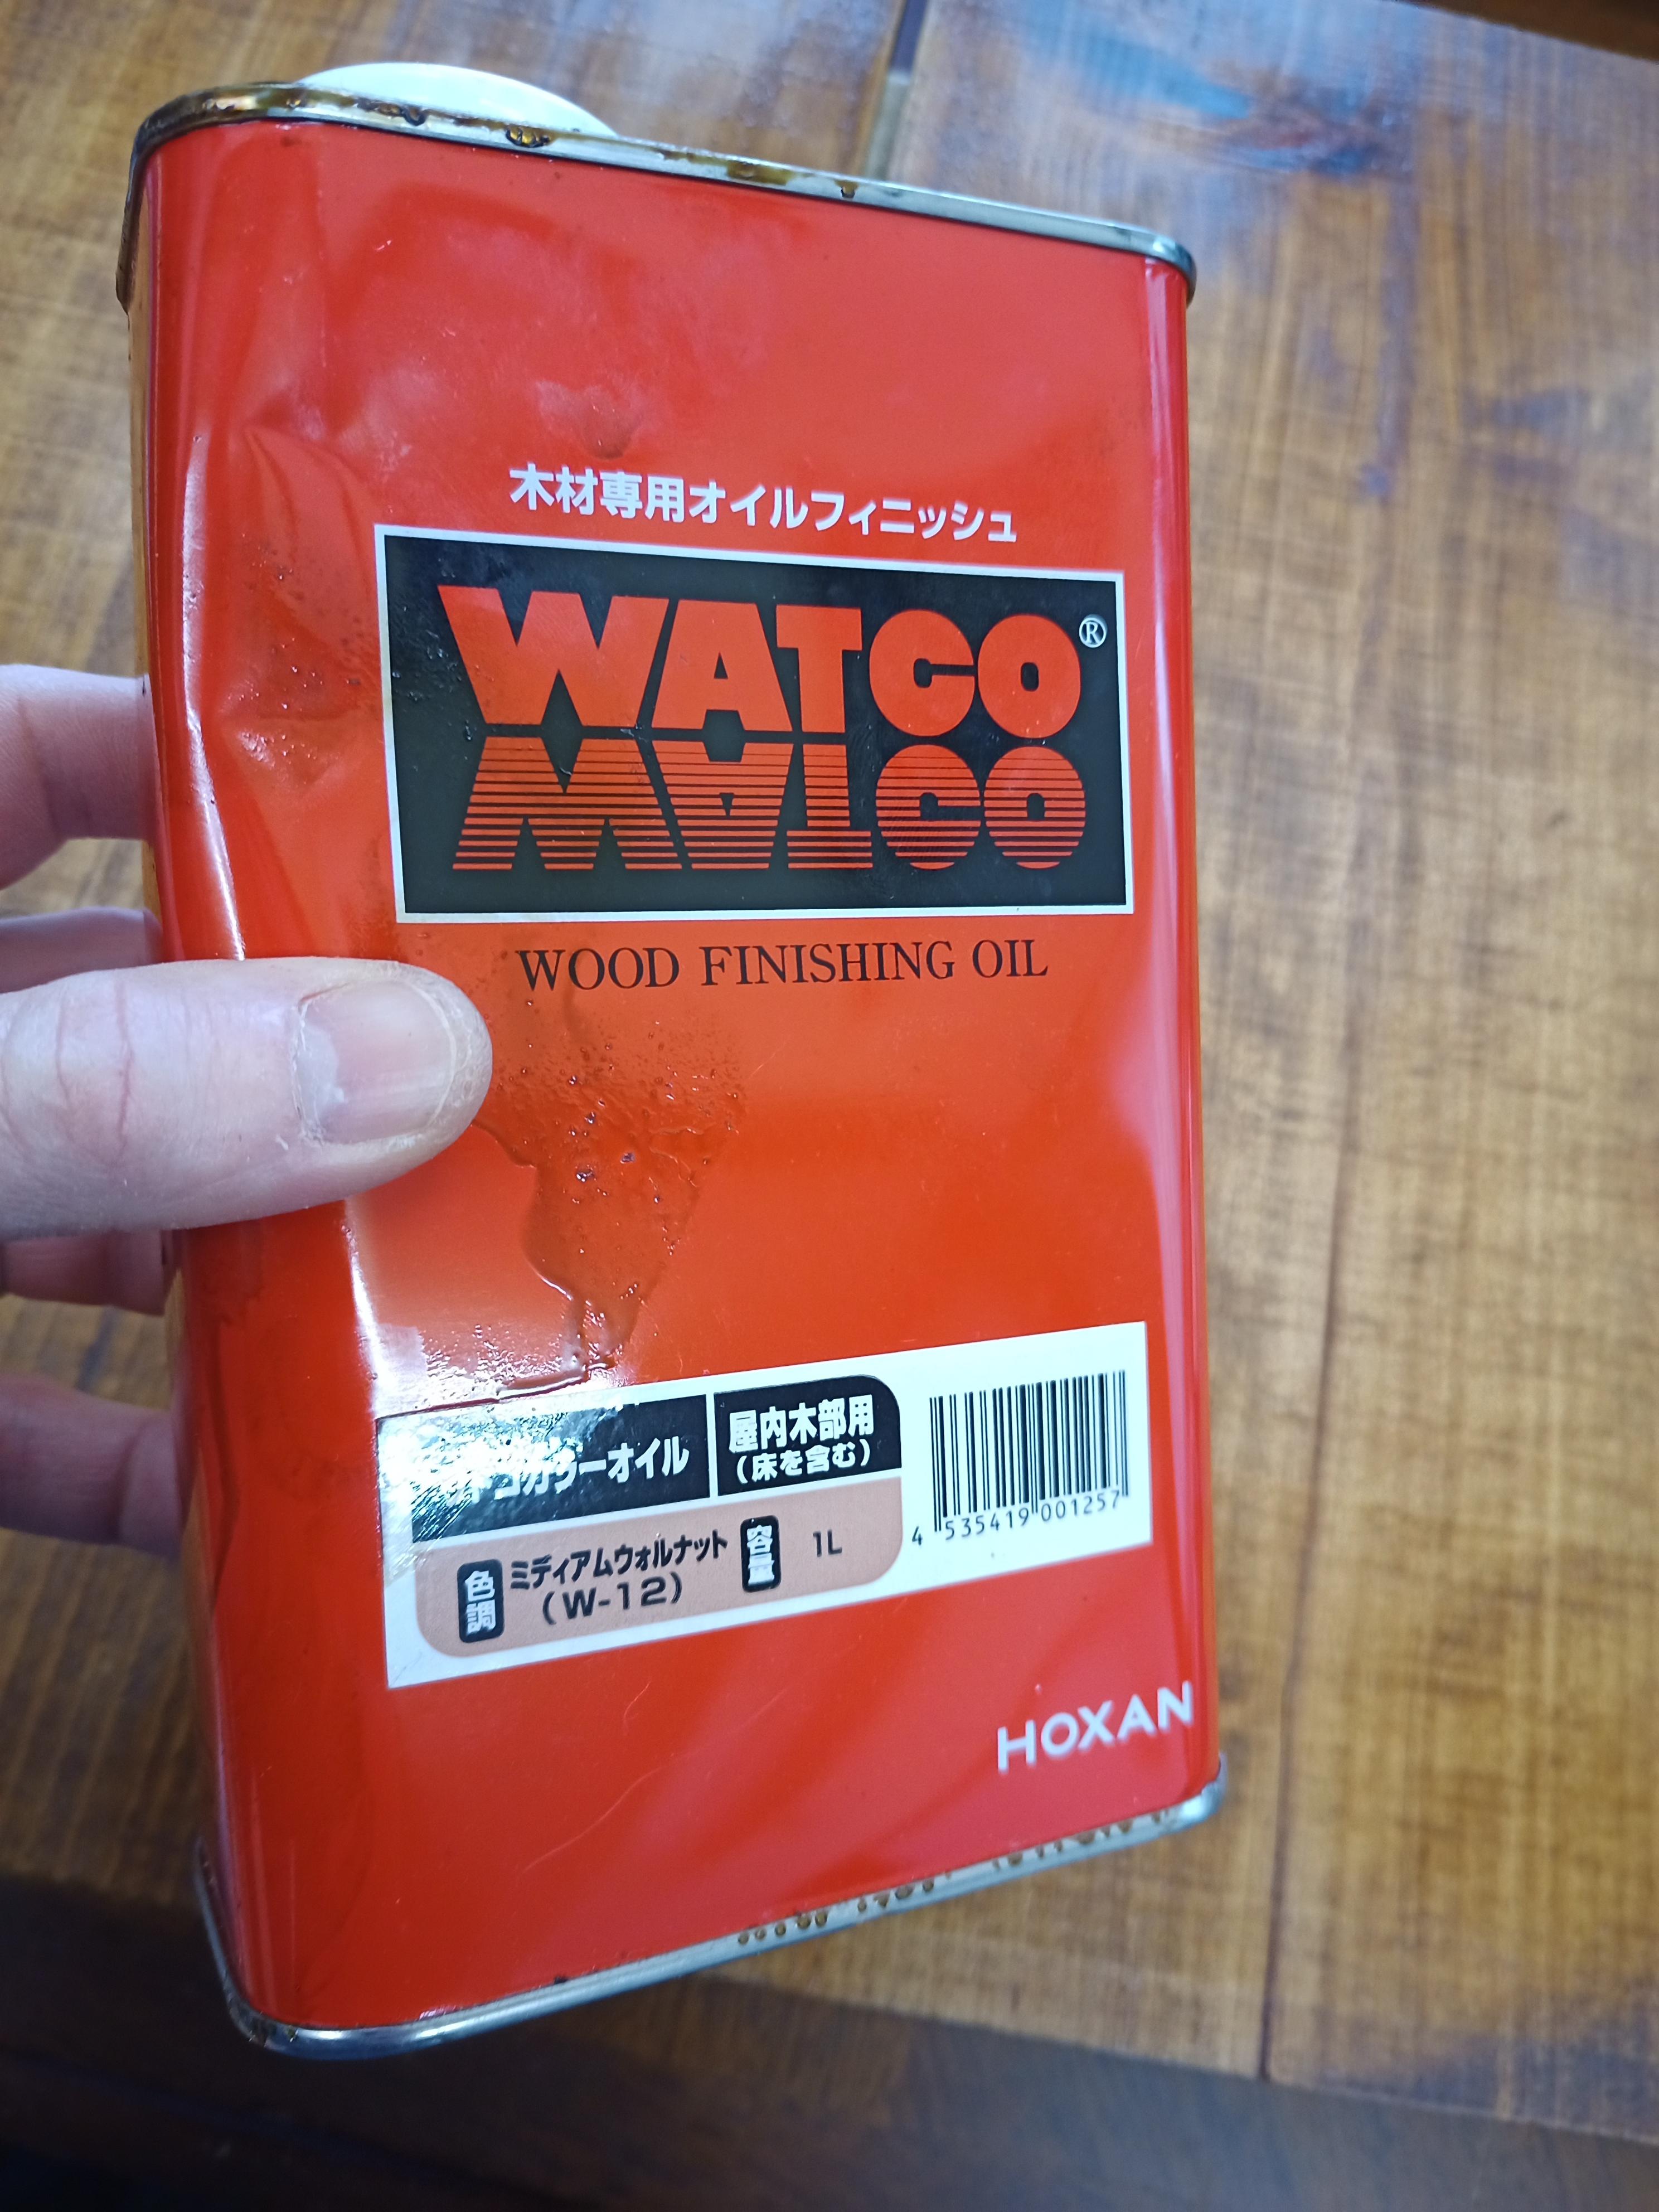 木材専用オイルフィニッシュ
WATCO®
WATCO
WOOD FINISHING OIL
カラーオイル
屋内木部用
(床を含む)
色調
ミディアムウォルナット
(W-12)
容量
1L
4 535419 001257
HOXAN